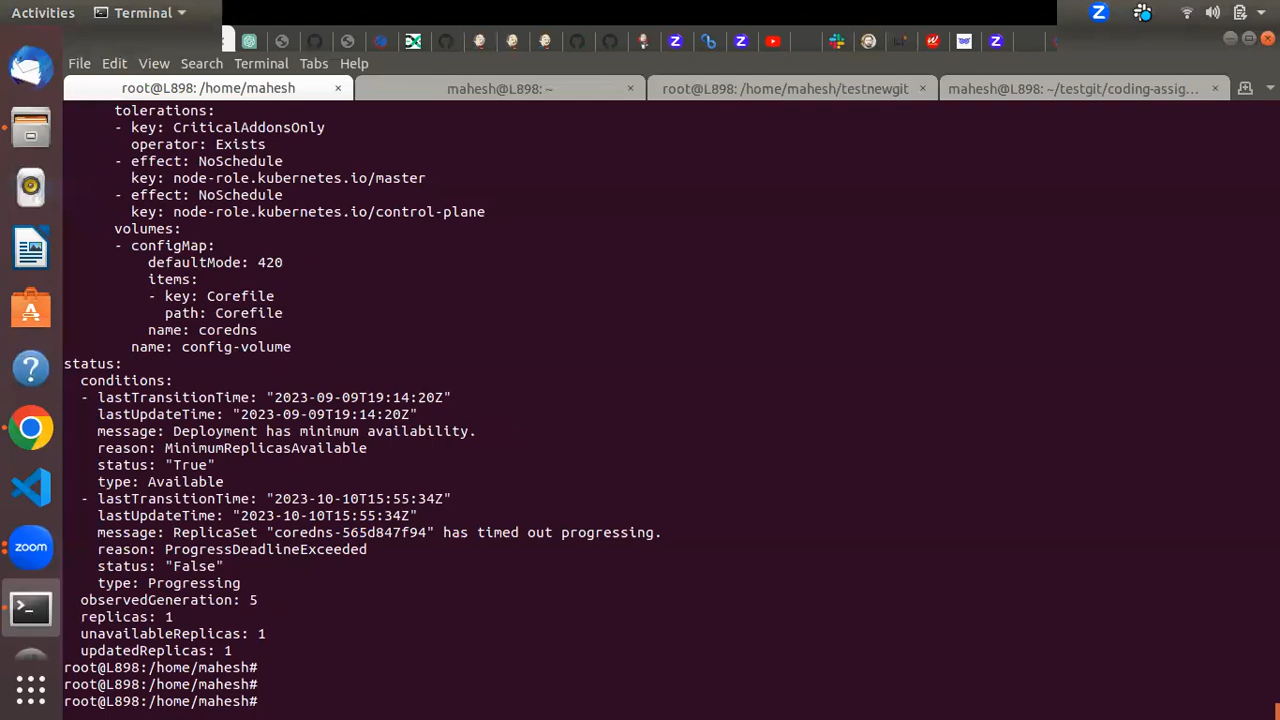 Activities
Terminal
File Edit View Search Terminal Tabs Help
root@L898: /home/mahesh ×
mahesh@L898: ~ ×
root@L898: /home/mahesh/testnewgit ×
mahesh@L898: ~/testgit/coding-assig… ×
tolerations:
- key: CriticalAddonsOnly
operator: Exists
- effect: NoSchedule
key: node-role.kubernetes.io/master
- effect: NoSchedule
key: node-role.kubernetes.io/control-plane
volumes:
- configMap:
defaultMode: 420
items:
- key: Corefile
path: Corefile
name: coredns
name: config-volume
status:
conditions:
- lastTransitionTime: "2023-09-09T19:14:20Z"
lastUpdateTime: "2023-09-09T19:14:20Z"
message: Deployment has minimum availability.
reason: MinimumReplicasAvailable
status: "True"
type: Available
- lastTransitionTime: "2023-10-10T15:55:34Z"
lastUpdateTime: "2023-10-10T15:55:34Z"
message: ReplicaSet "coredns-565d847f94" has timed out progressing.
reason: ProgressDeadlineExceeded
status: "False"
type: Progressing
observedGeneration: 5
replicas: 1
unavailableReplicas: 1
updatedReplicas: 1
root@L898:/home/mahesh#
root@L898:/home/mahesh#
root@L898:/home/mahesh#
zoom